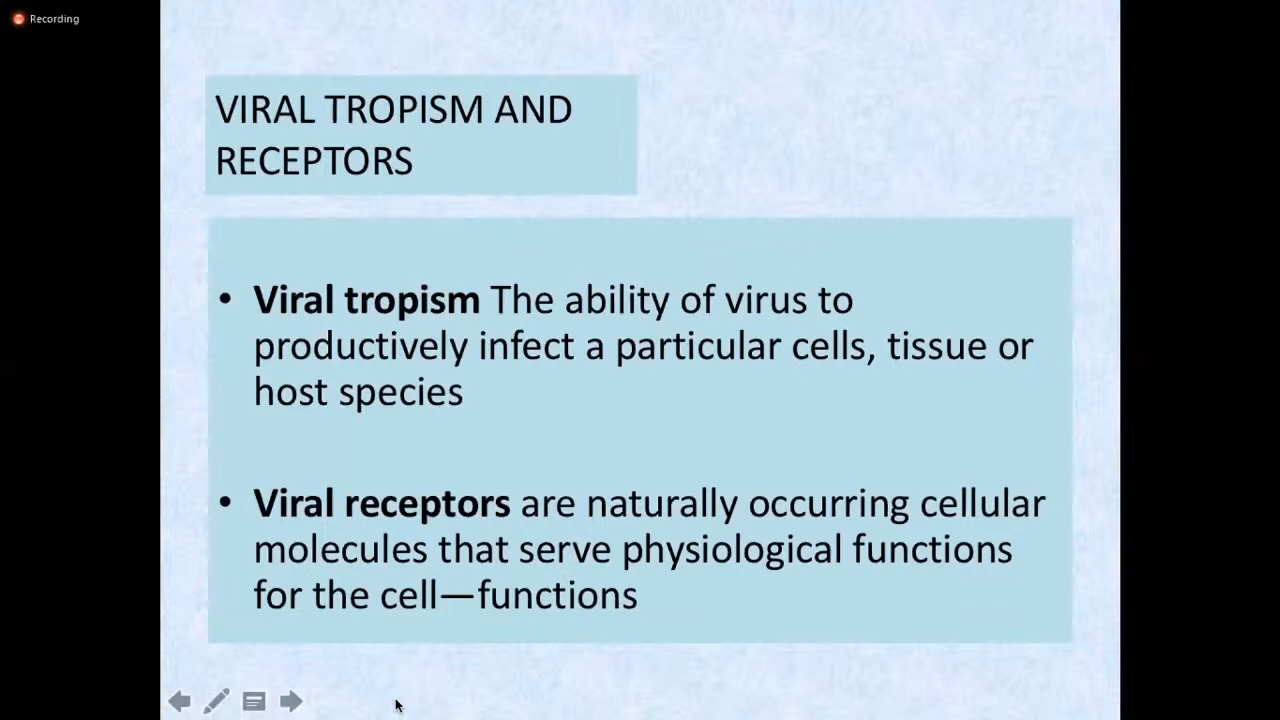 Recording
VIRAL TROPISM AND
RECEPTORS
• Viral tropism The ability of virus to
productively infect a particular cells, tissue or
host species
• Viral receptors are naturally occurring cellular
molecules that serve physiological functions
for the cell—functions